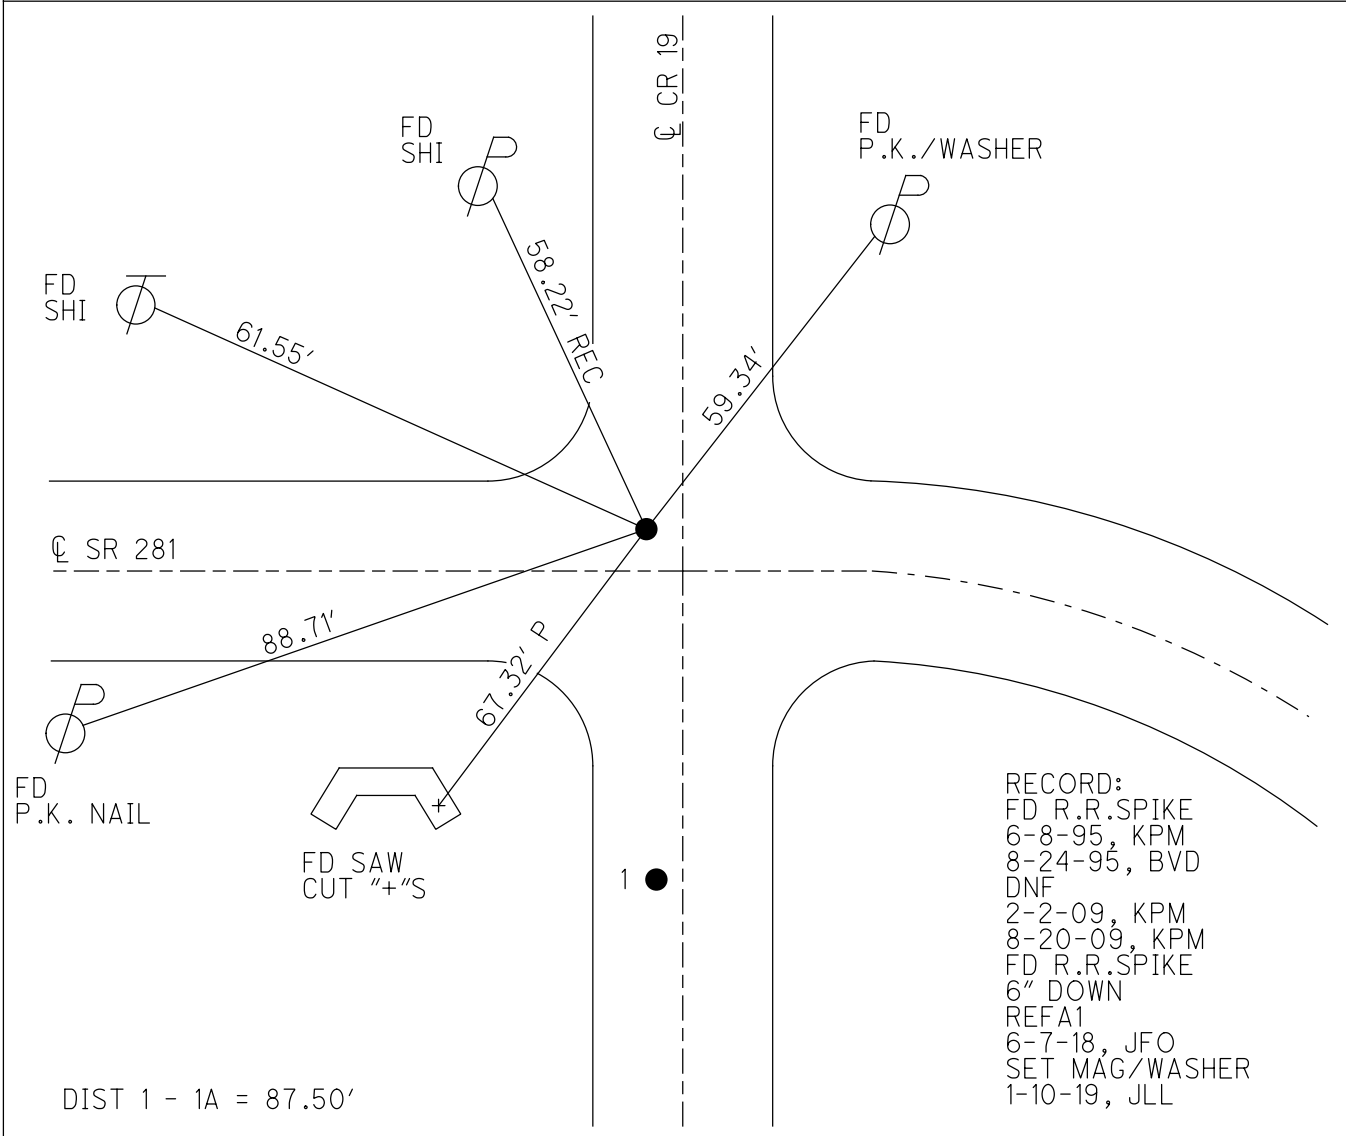 ℄ CR 19
FD
SHI
FD
P.K./WASHER
58.22' REC
FD
SHI
61.55'
59.34'
℄ SR 281
88.71'
67.32' P
FD
P.K. NAIL
FD SAW
CUT "+"S
1
RECORD:
FD R.R.SPIKE
6-8-95, KPM
8-24-95, BVD
DNF
2-2-09, KPM
8-20-09, KPM
FD R.R.SPIKE
6" DOWN
REFA1
6-7-18, JFO
SET MAG/WASHER
1-10-19, JLL
DIST 1 - 1A = 87.50'